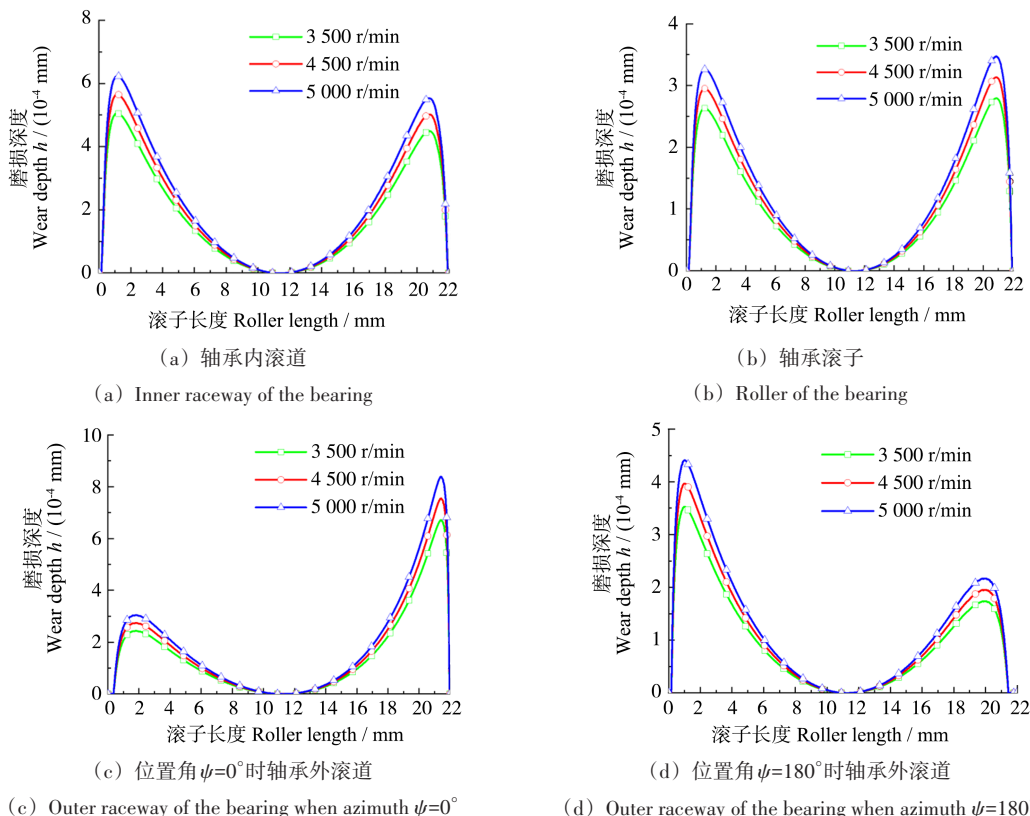 8
6
4
2
0
磨损深度
Wear depth h / (10⁻⁴ mm)
3 500 r/min
4 500 r/min
5 000 r/min
0 2 4 6 8 10 12 14 16 18 20 22
滚子长度 Roller length / mm
(a) 轴承内滚道
(a) Inner raceway of the bearing
4
3
2
1
0
磨损深度
Wear depth h / (10⁻⁴ mm)
3 500 r/min
4 500 r/min
5 000 r/min
0 2 4 6 8 10 12 14 16 18 20 22
滚子长度 Roller length / mm
(b) 轴承滚子
(b) Roller of the bearing
10
8
6
4
2
0
磨损深度
Wear depth h / (10⁻⁴ mm)
3 500 r/min
4 500 r/min
5 000 r/min
0 2 4 6 8 10 12 14 16 18 20 22
滚子长度 Roller length / mm
(c) 位置角ψ=0°时轴承外滚道
(c) Outer raceway of the bearing when azimuth ψ=0°
5
4
3
2
1
0
磨损深度
Wear depth h / (10⁻⁴ mm)
3 500 r/min
4 500 r/min
5 000 r/min
0 2 4 6 8 10 12 14 16 18 20 22
滚子长度 Roller length / mm
(d) 位置角ψ=180°时轴承外滚道
(d) Outer raceway of the bearing when azimuth ψ=180